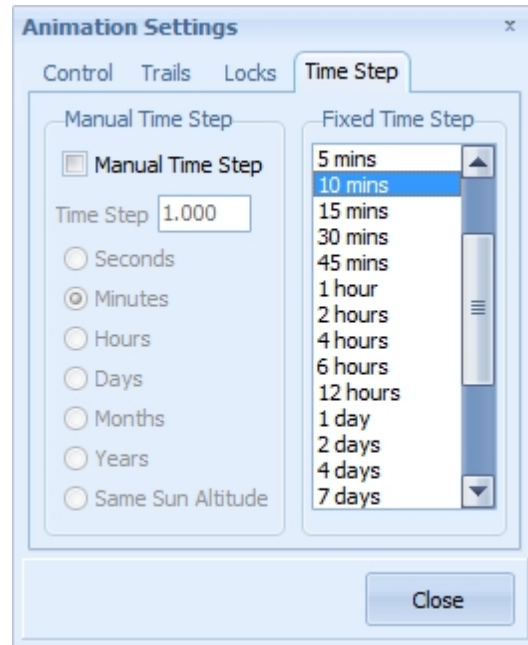 Animation Settings x
Control Trails Locks Time Step
Manual Time Step
Manual Time Step
Time Step 1.000
Seconds
Minutes
Hours
Days
Months
Years
Same Sun Altitude
Fixed Time Step
5 mins
10 mins
15 mins
30 mins
45 mins
1 hour
2 hours
4 hours
6 hours
12 hours
1 day
2 days
4 days
7 days
Close